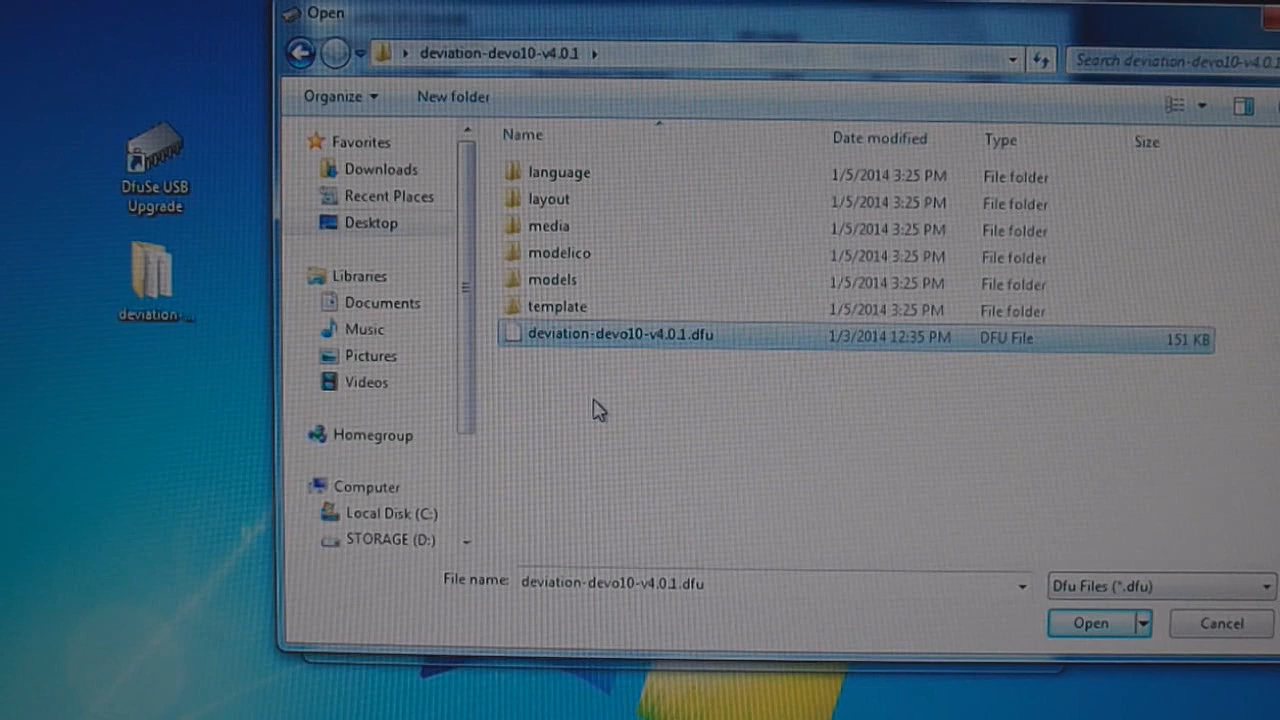 Open
deviation-devo10-v4.0.1
Search deviation-devo10-v4.0.1
Organize
New folder
Name
Date modified
Type
Size
Favorites
Downloads
Recent Places
Desktop
Libraries
Documents
Music
Pictures
Videos
Homegroup
Computer
Local Disk (C:)
STORAGE (D:)
language 1/5/2014 3:25 PM File folder
layout 1/5/2014 3:25 PM File folder
media 1/5/2014 3:25 PM File folder
modelico 1/5/2014 3:25 PM File folder
models 1/5/2014 3:25 PM File folder
template 1/5/2014 3:25 PM File folder
deviation-devo10-v4.0.1.dfu 1/3/2014 12:35 PM DFU File 151 KB
File name: deviation-devo10-v4.0.1.dfu
Dfu Files (*.dfu)
Open
Cancel
DfuSe USB
Upgrade
deviation-...